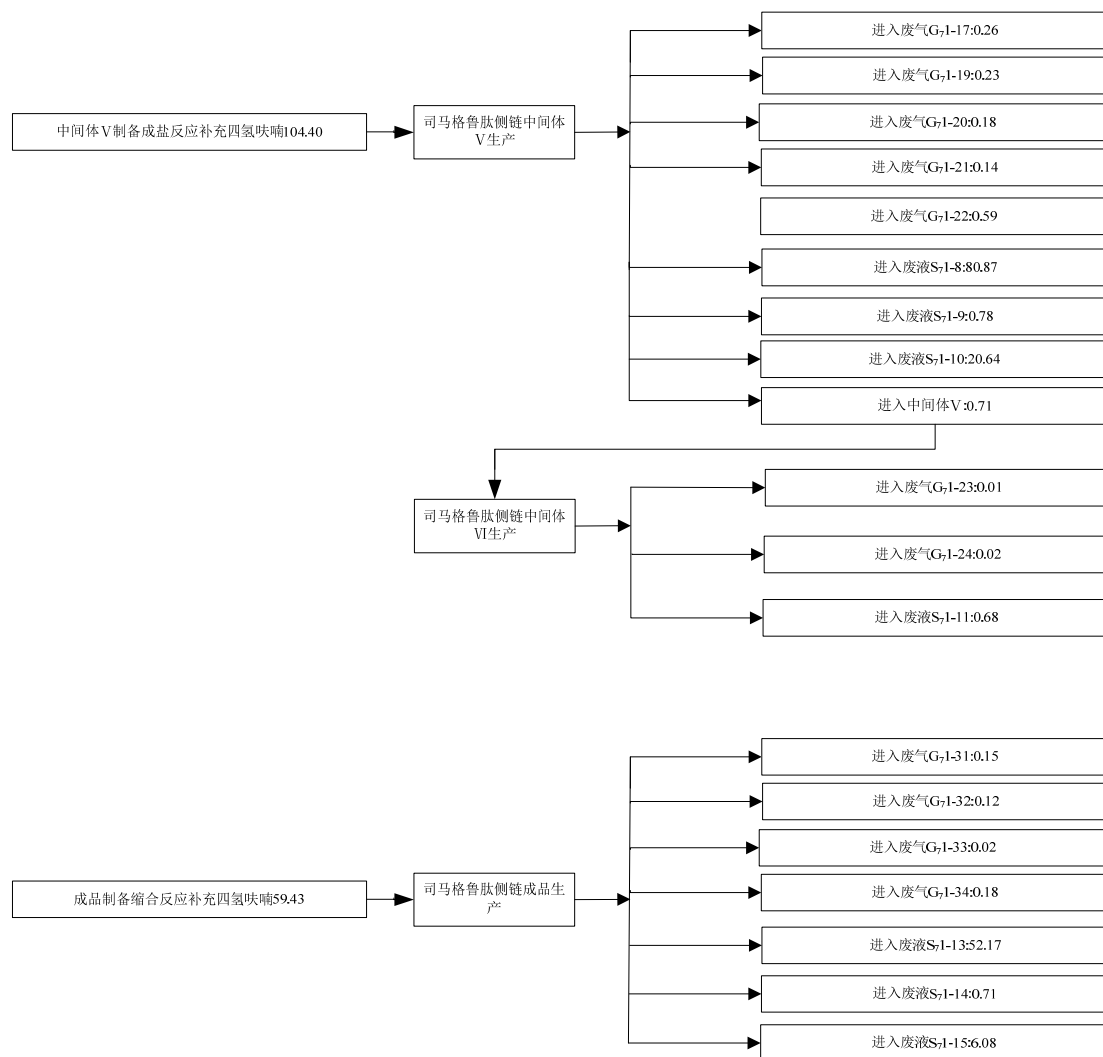 进入废气G₇1-17:0.26
进入废气G₇1-19:0.23
中间体Ⅴ制备成盐反应补充四氢呋喃104.40
司马格鲁肽侧链中间体
Ⅴ生产
进入废气G₇1-20:0.18
进入废气G₇1-21:0.14
进入废气G₇1-22:0.59
进入废液S₇1-8:80.87
进入废液S₇1-9:0.78
进入废液S₇1-10:20.64
进入中间体Ⅴ:0.71
司马格鲁肽侧链中间体
Ⅵ生产
进入废气G₇1-23:0.01
进入废气G₇1-24:0.02
进入废液S₇1-11:0.68
进入废气G₇1-31:0.15
进入废气G₇1-32:0.12
进入废气G₇1-33:0.02
成品制备缩合反应补充四氢呋喃59.43
司马格鲁肽侧链成品生
产
进入废气G₇1-34:0.18
进入废液S₇1-13:52.17
进入废液S₇1-14:0.71
进入废液S₇1-15:6.08